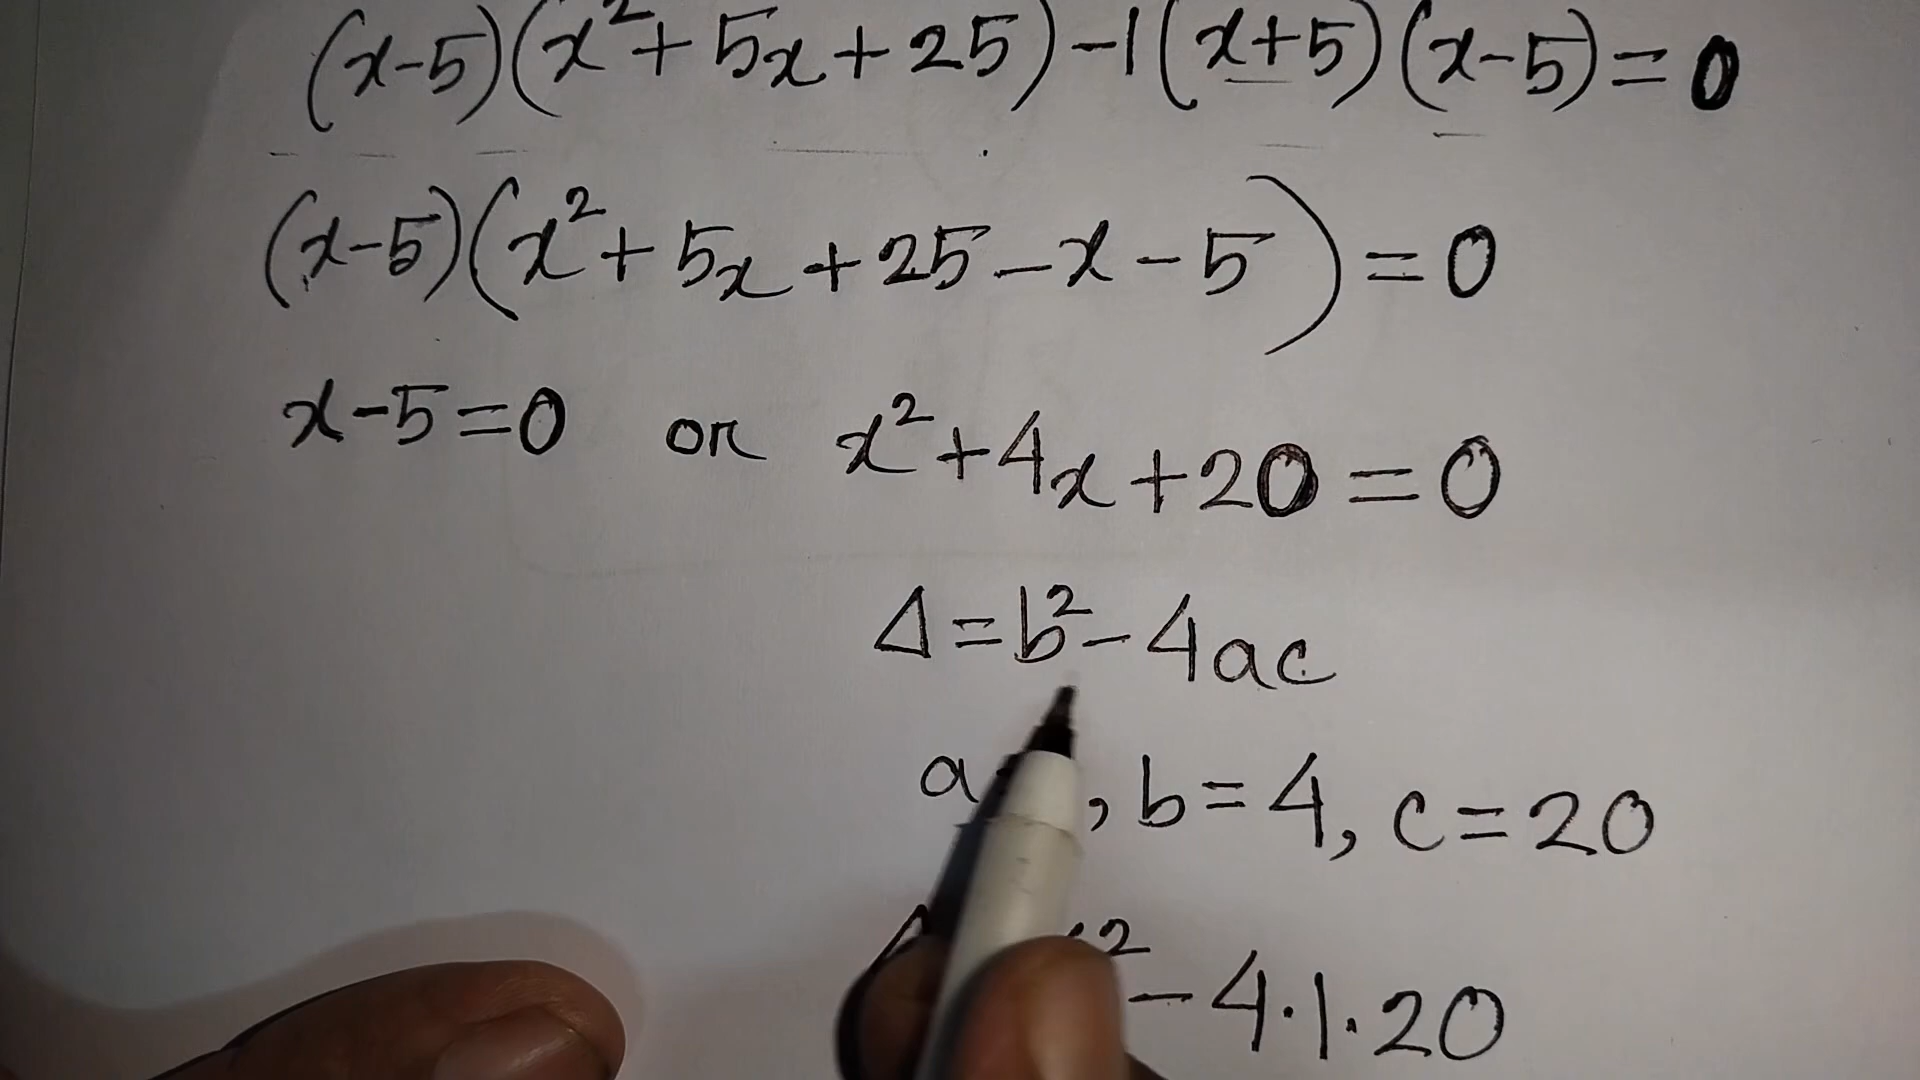 (x-5)(x²+5x+25)-1(x+5)(x-5)=0
(x-5)(x²+5x+25-x-5)=0
x-5=0 or x²+4x+20=0
Δ=b²-4ac
a , b=4, c=20
² -4·1·20